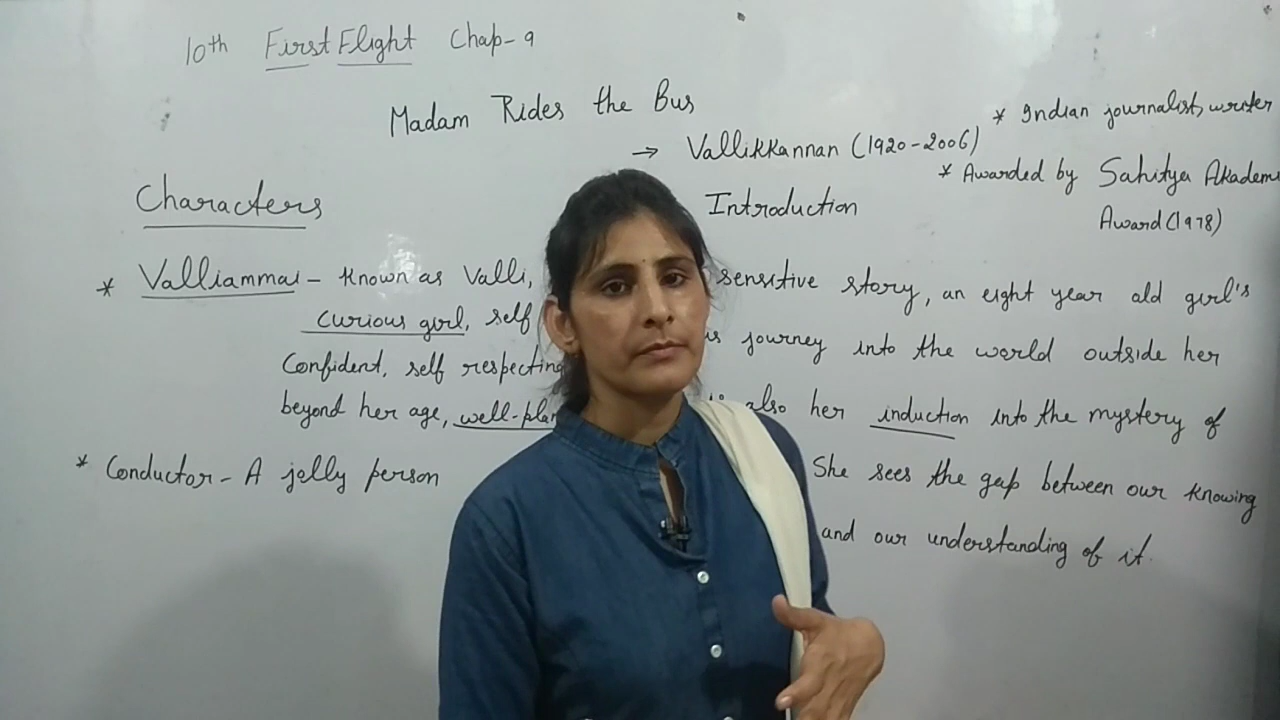 10th First Flight Chap-9
Madam Rides the Bus
→ Vallikkannan (1920-2006)
* Indian journalist, writer
* Awarded by Sahitya Akademi
Award (1978)
Characters
* Valliammai - Known as Valli,
curious girl, self
Confident, self respecting
beyond her age, well-plan
* Conductor - A jolly person
Introduction
sensitive story, an eight year old girl's
is journey into the world outside her
also her induction into the mystery of
She sees the gap between our knowing
and our understanding of it.